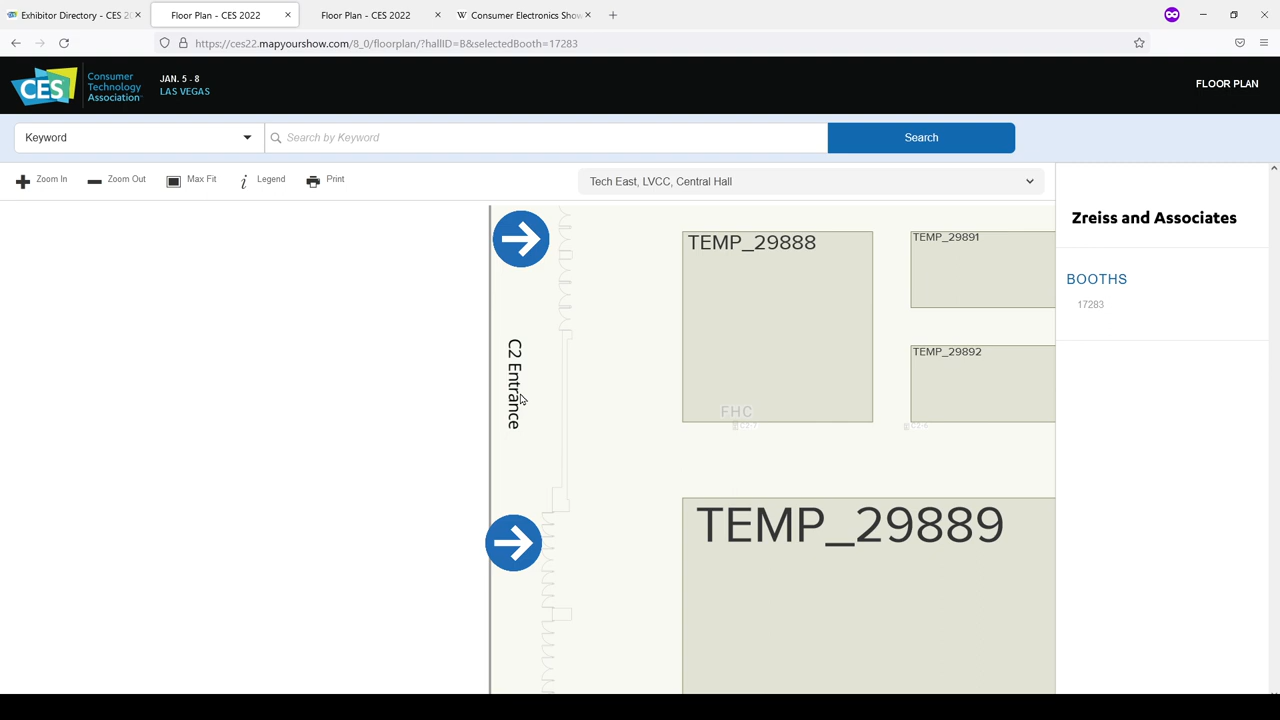 Exhibitor Directory - CES 20
Floor Plan - CES 2022
Floor Plan - CES 2022
W Consumer Electronics Show
https://ces22.mapyourshow.com/8_0/floorplan/?hallID=B&selectedBooth=17283
CES
Consumer
Technology
Association
JAN. 5 - 8
LAS VEGAS
FLOOR PLAN
Keyword
Search by Keyword
Search
Zoom In
Zoom Out
Max Fit
Legend
Print
Tech East, LVCC, Central Hall
Zreiss and Associates
BOOTHS
17283
TEMP_29888
TEMP_29891
C2 Entrance
TEMP_29892
FHC
C2-7
TEMP_29889